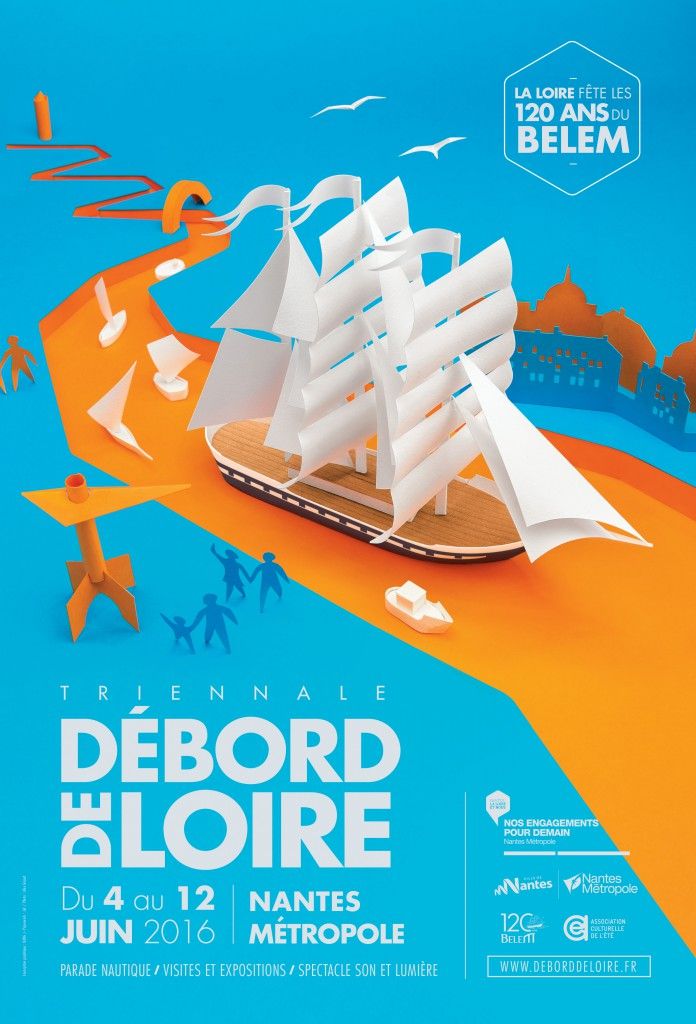 LA LOIRE FÊTE LES
120 ANS DU
BELEM
TRIENNALE
DÉBORD
DE LOIRE
Du 4 au 12
JUIN 2016
NANTES
MÉTROPOLE
PARADE NAUTIQUE / VISITES ET EXPOSITIONS / SPECTACLE SON ET LUMIÈRE
NOS ENGAGEMENTS
POUR DEMAIN
Nantes Métropole
VILLE DE
Nantes
Nantes
Métropole
120
BELEM
ASSOCIATION
CULTURELLE
DE L'ÉTÉ
WWW.DEBORDDELOIRE.FR